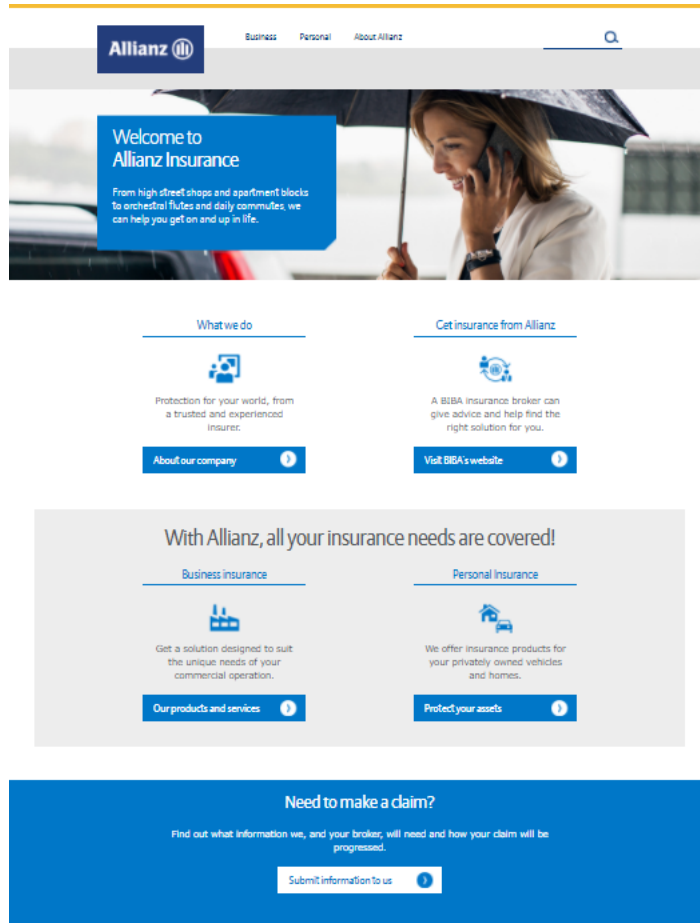 Allianz
Business Personal About Allianz
Welcome to
Allianz Insurance
From high street shops and apartment blocks
to orchestral flutes and daily commutes, we
can help you get on and up in life.
What we do
Protection for your world, from
a trusted and experienced
insurer.
About our company
Get insurance from Allianz
A BIBA insurance broker can
give advice and help find the
right solution for you.
Visit BIBA's website
With Allianz, all your insurance needs are covered!
Business insurance
Get a solution designed to suit
the unique needs of your
commercial operation.
Our products and services
Personal Insurance
We offer insurance products for
your privately owned vehicles
and homes.
Protect your assets
Need to make a claim?
Find out what information we, and your broker, will need and how your claim will be
progressed.
Submit information to us